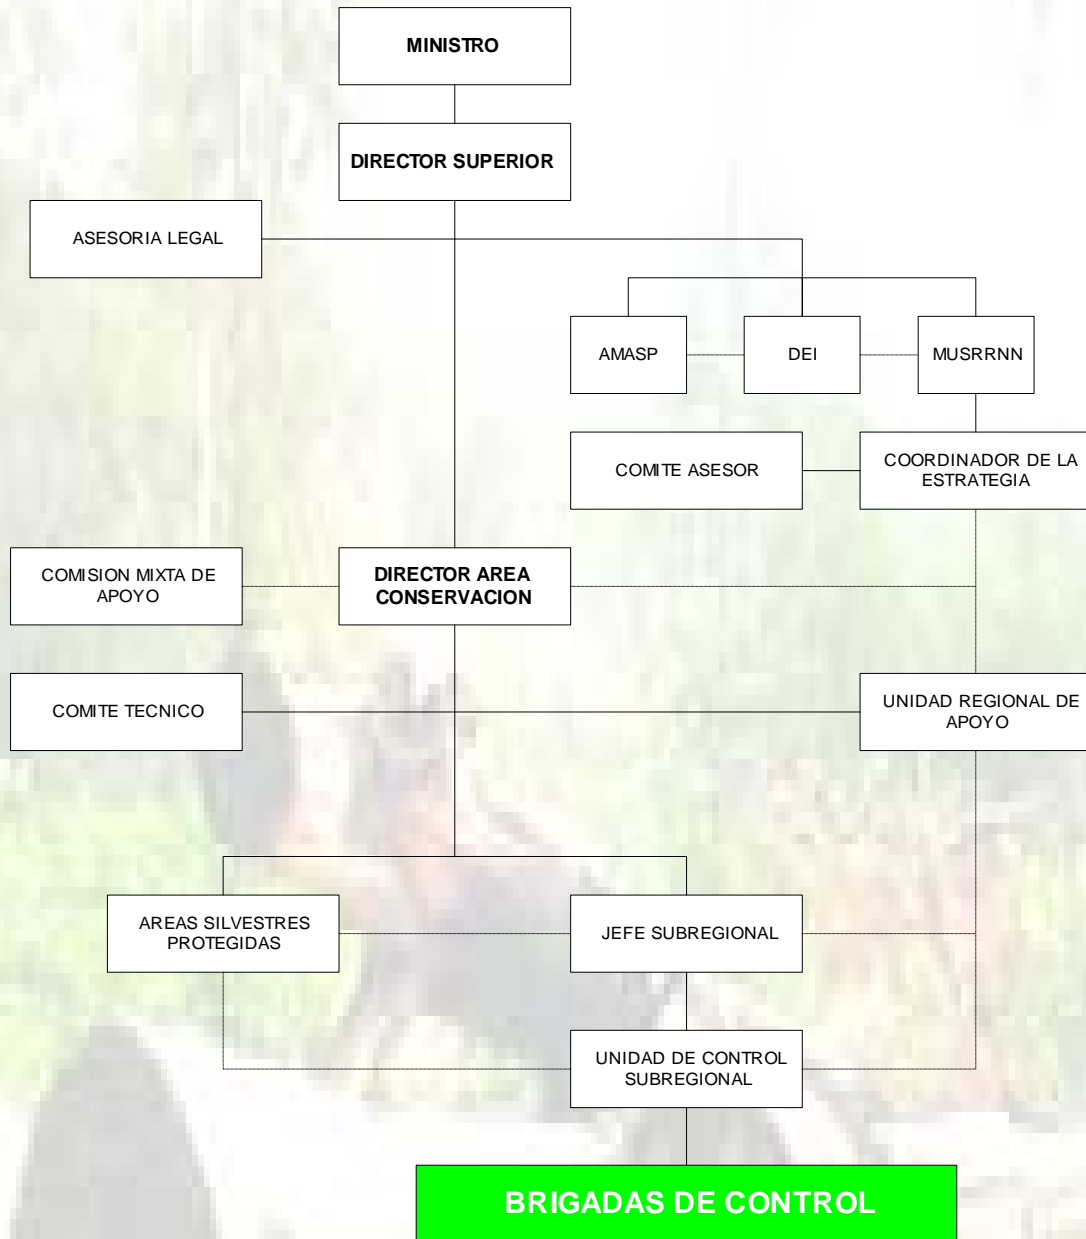 MINISTRO
DIRECTOR SUPERIOR
ASESORIA LEGAL
AMASP
DEI
MUSRRNN
COMITE ASESOR
COORDINADOR DE LA
ESTRATEGIA
COMISION MIXTA DE
APOYO
DIRECTOR AREA
CONSERVACION
COMITE TECNICO
UNIDAD REGIONAL DE
APOYO
AREAS SILVESTRES
PROTEGIDAS
JEFE SUBREGIONAL
UNIDAD DE CONTROL
SUBREGIONAL
BRIGADAS DE CONTROL